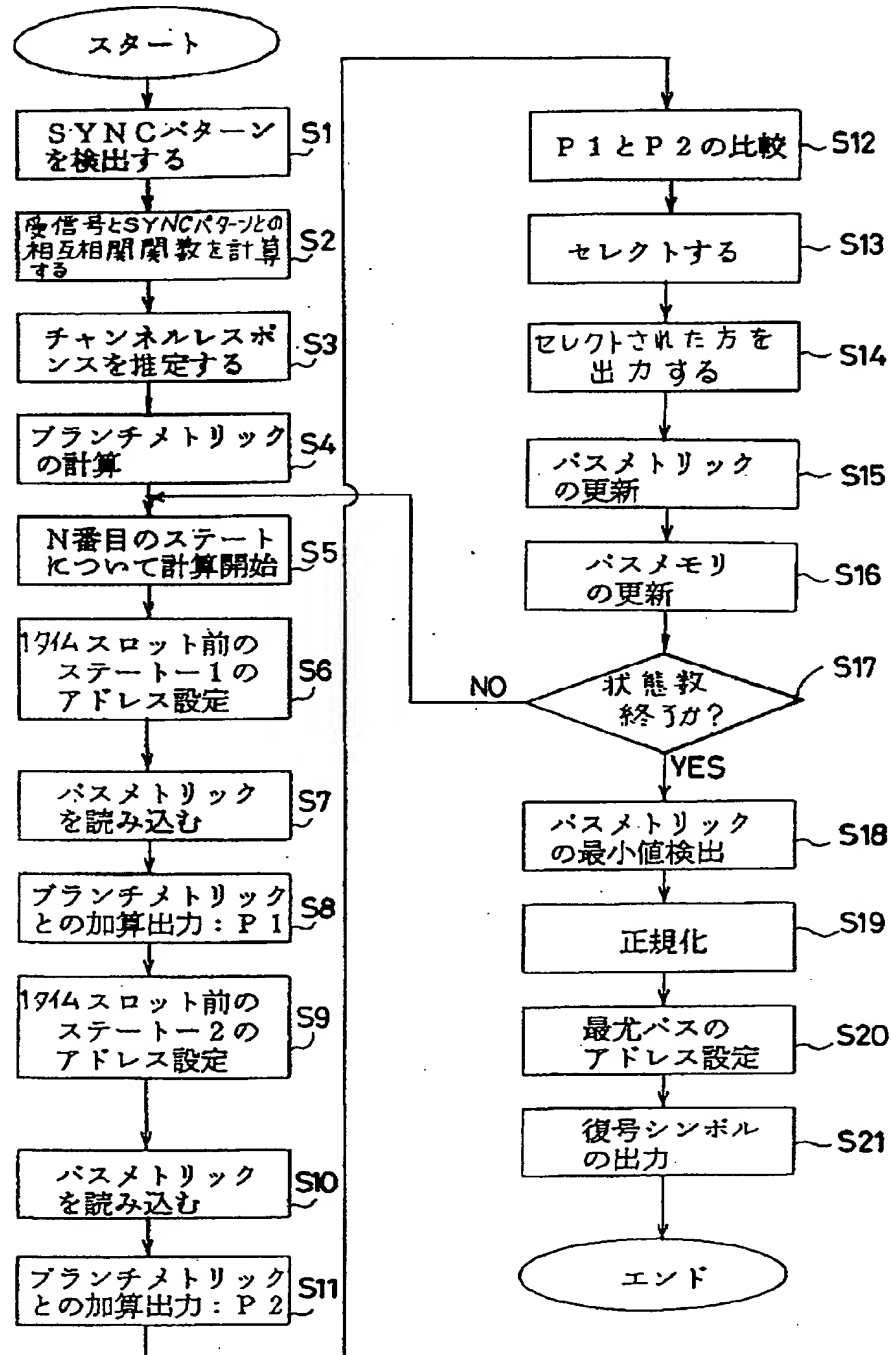 スタート
SYNCパターン
を検出する
S1
受信号とSYNCパターンとの
相互相関関数を計算
する
S2
チャンネルレスポ
ンスを推定する
S3
ブランチメトリック
の計算
S4
N番目のステート
について計算開始
S5
1タイムスロット前の
ステートー1の
アドレス設定
S6
パスメトリック
を読み込む
S7
ブランチメトリック
との加算出力:P1
S8
1タイムスロット前の
ステートー2の
アドレス設定
S9
パスメトリック
を読み込む
S10
ブランチメトリック
との加算出力:P2
S11
P1とP2の比較
S12
セレクトする
S13
セレクトされた方を
出力する
S14
パスメトリック
の更新
S15
パスメモリ
の更新
S16
状態数
終了か?
S17
NO
YES
パスメトリック
の最小値検出
S18
正規化
S19
最尤パスの
アドレス設定
S20
復号シンボル
の出力
S21
エンド